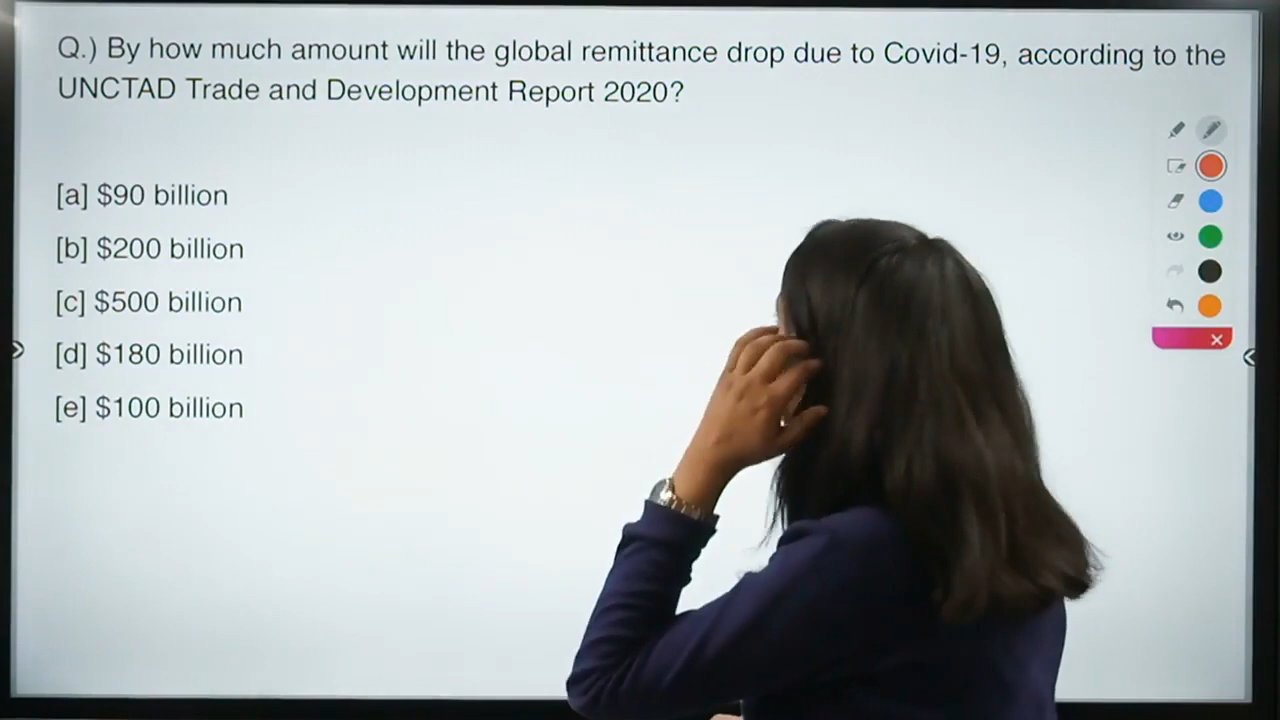 Q.) By how much amount will the global remittance drop due to Covid-19, according to the
UNCTAD Trade and Development Report 2020?
[a] $90 billion
[b] $200 billion
[c] $500 billion
[d] $180 billion
[e] $100 billion